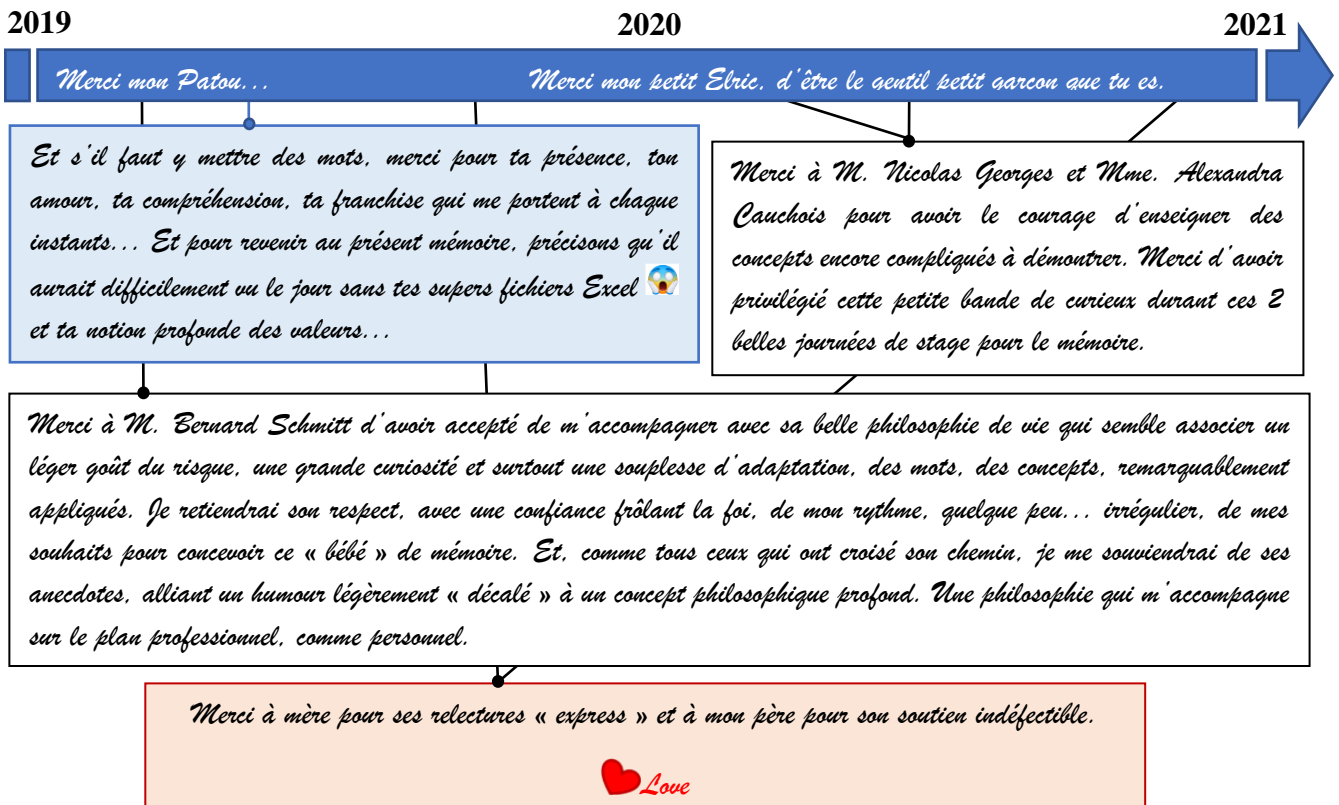 2019 2020 2021
Merci mon Patou... Merci mon petit Elric, d'être le gentil petit garçon que tu es.
Et s'il faut y mettre des mots, merci pour ta présence, ton
amour, ta compréhension, ta franchise qui me portent à chaque
instants... Et pour revenir au présent mémoire, précisons qu'il
aurait difficilement vu le jour sans tes supers fichiers Excel 😱
et ta notion profonde des valeurs...
Merci à M. Nicolas Georges et Mme. Alexandra
Cauchois pour avoir le courage d'enseigner des
concepts encore compliqués à démontrer. Merci d'avoir
privilégié cette petite bande de curieux durant ces 2
belles journées de stage pour le mémoire.
Merci à M. Bernard Schmitt d'avoir accepté de m'accompagner avec sa belle philosophie de vie qui semble associer un
léger goût du risque, une grande curiosité et surtout une souplesse d'adaptation, des mots, des concepts, remarquablement
appliqués. Je retiendrai son respect, avec une confiance frôlant la foi, de mon rythme, quelque peu... irrégulier, de mes
souhaits pour concevoir ce « bébé » de mémoire. Et, comme tous ceux qui ont croisé son chemin, je me souviendrai de ses
anecdotes, alliant un humour légèrement « décalé » à un concept philosophique profond. Une philosophie qui m'accompagne
sur le plan professionnel, comme personnel.
Merci à mère pour ses relectures « express » et à mon père pour son soutien indéfectible.
Love